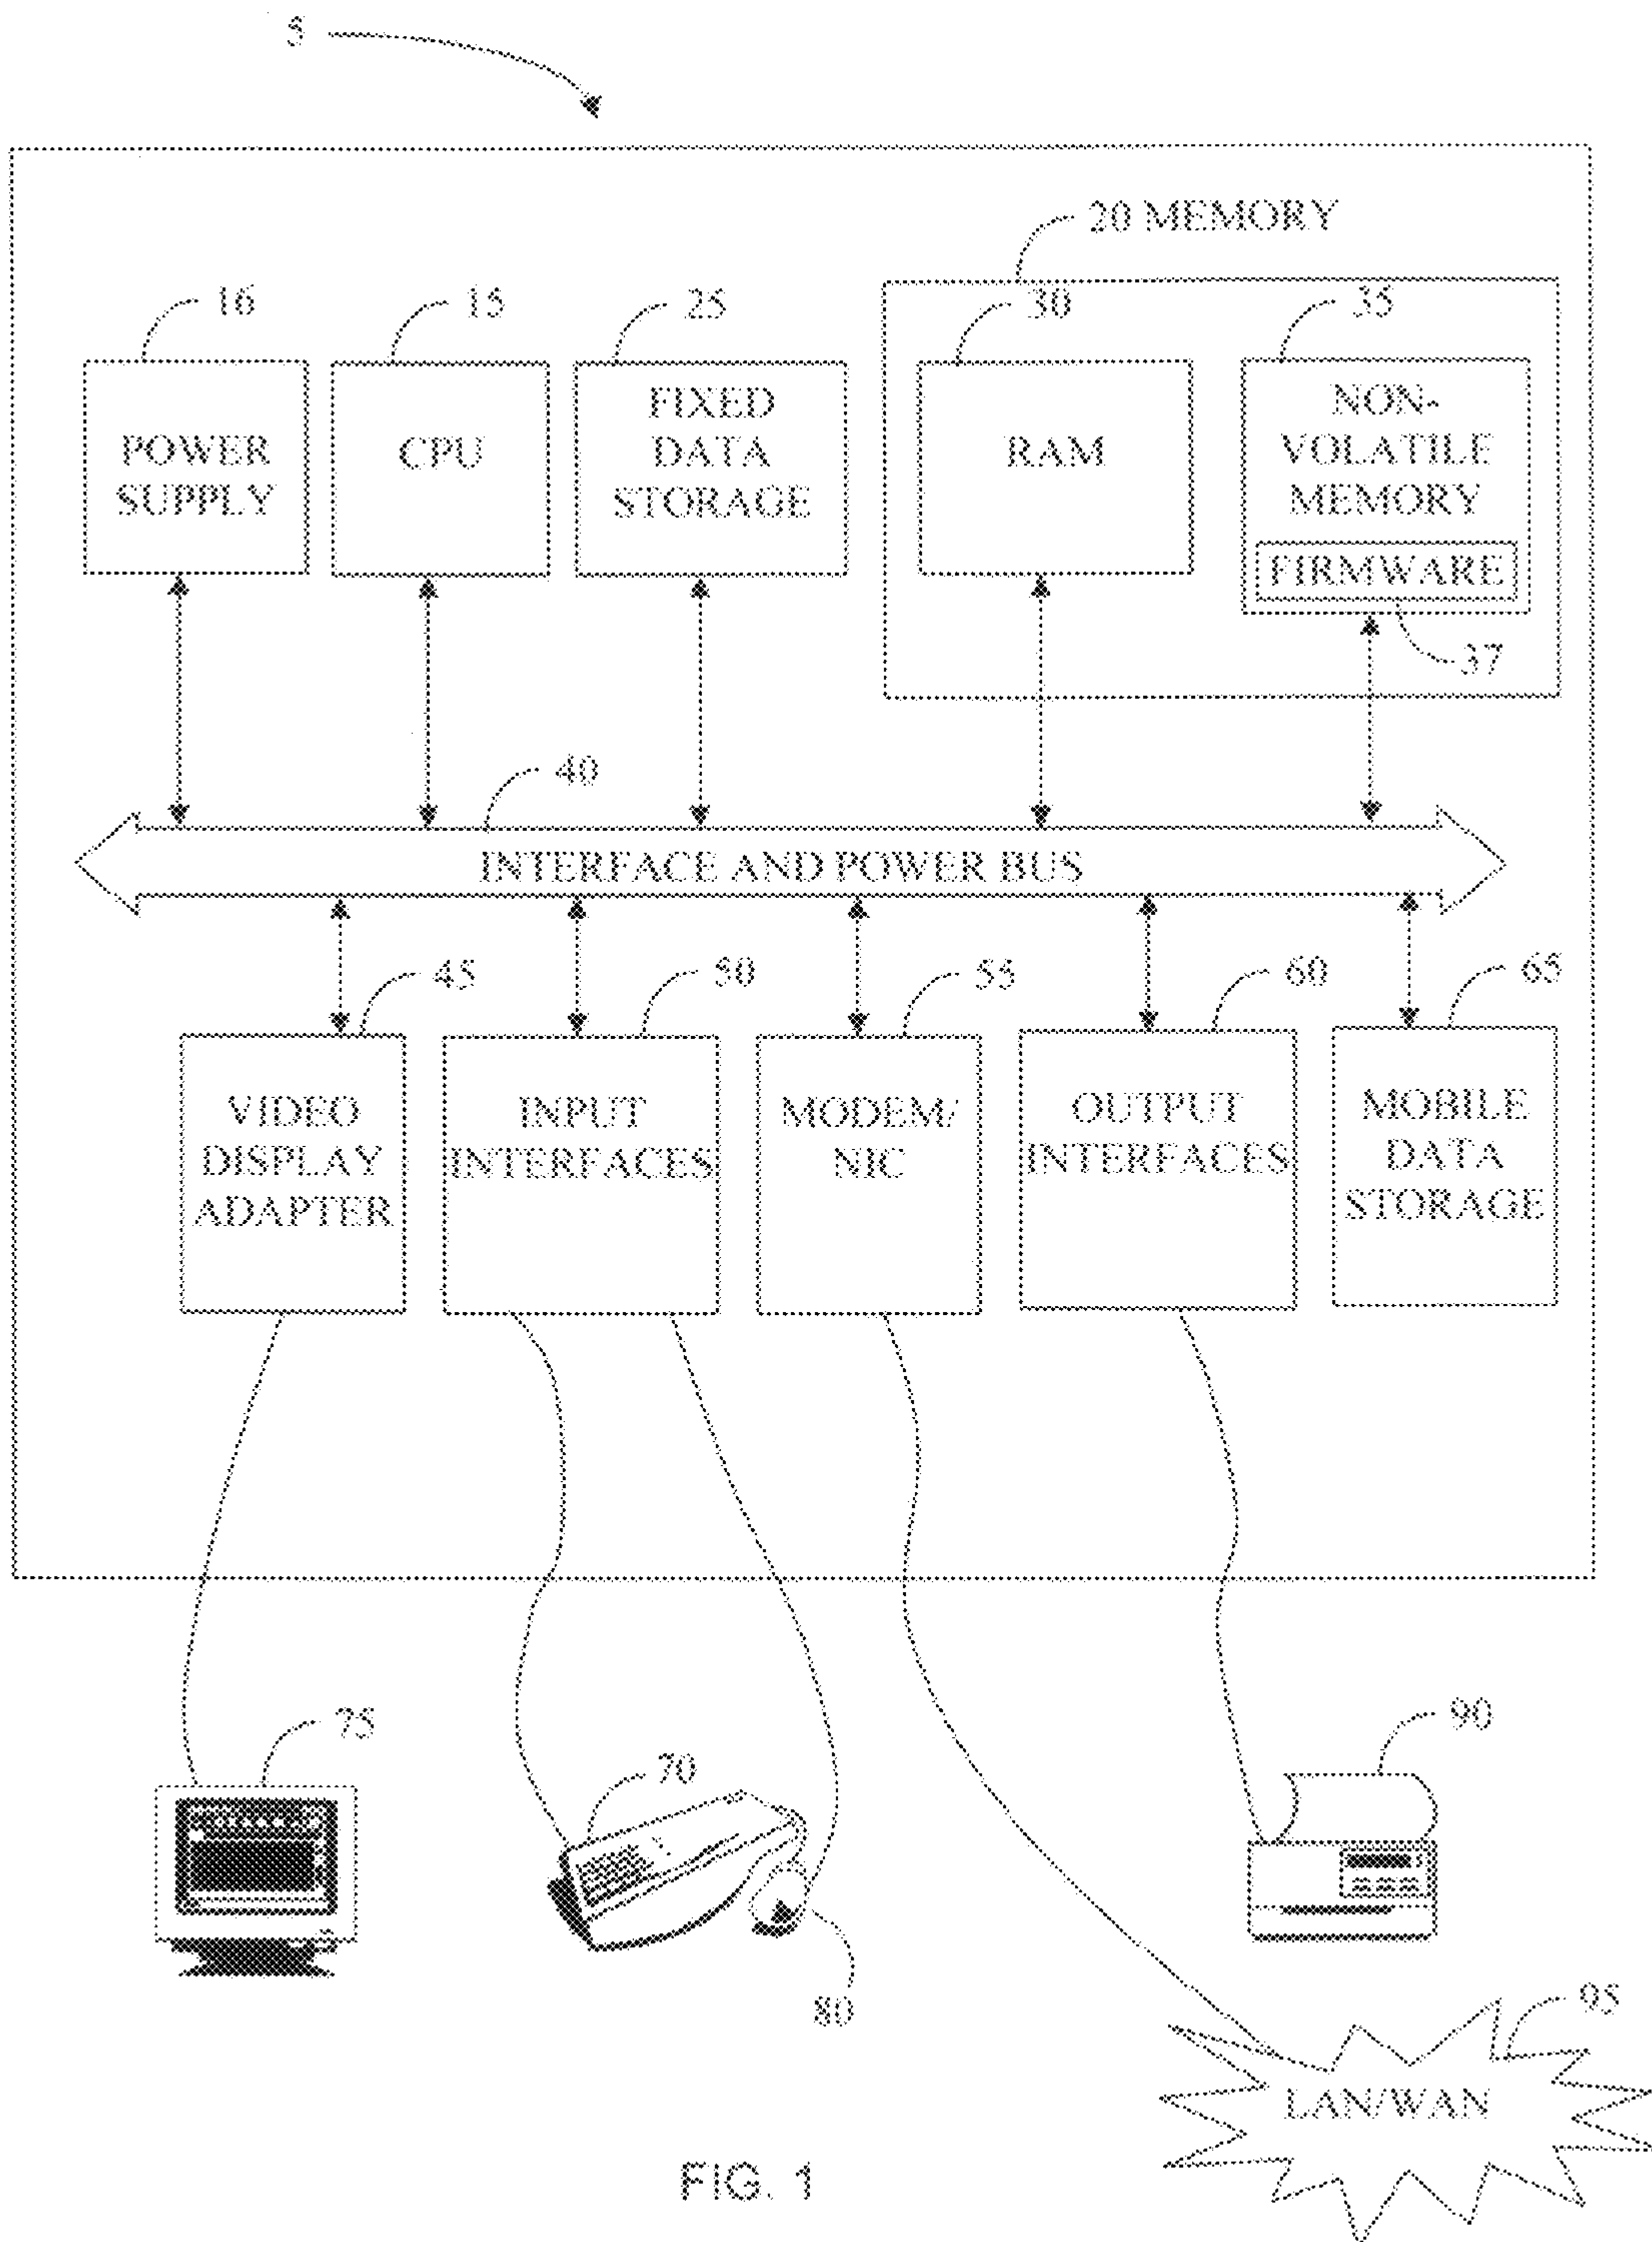 5
20 MEMORY
16
15
25
30
35
POWER
SUPPLY
CPU
FIXED
DATA
STORAGE
RAM
NON-
VOLATILE
MEMORY
FIRMWARE
37
40
INTERFACE AND POWER BUS
45
50
55
60
65
VIDEO
DISPLAY
ADAPTER
INPUT
INTERFACES
MODEM/
NIC
OUTPUT
INTERFACES
MOBILE
DATA
STORAGE
75
70
90
80
95
LAN/WAN
FIG. 1